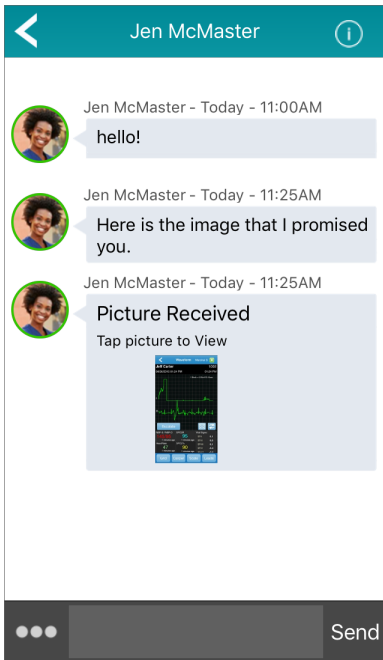 Jen McMaster
Jen McMaster - Today - 11:00AM
hello!
Jen McMaster - Today - 11:25AM
Here is the image that I promised
you.
Jen McMaster - Today - 11:25AM
Picture Received
Tap picture to View
Send